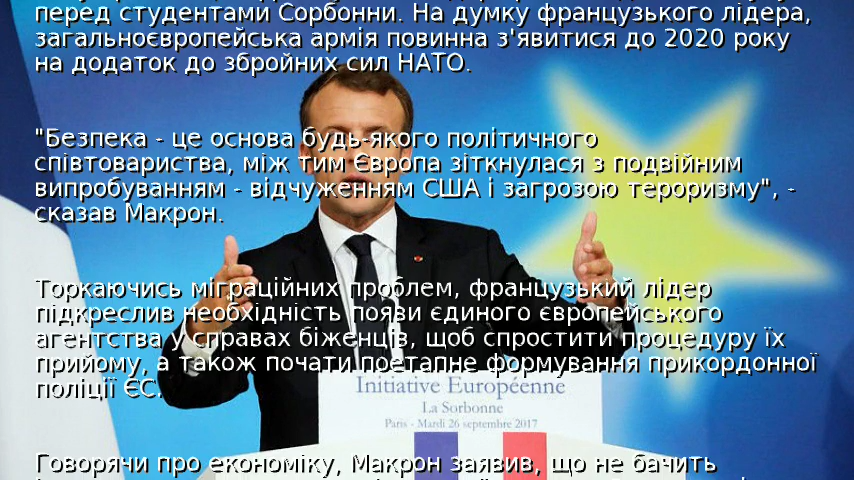 перед студентами Сорбонни. На думку французького лідера,
загальноєвропейська армія повинна з'явитися до 2020 року
на додаток до збройних сил НАТО.
"Безпека - це основа будь-якого політичного
співтовариства, між тим Європа зіткнулася з подвійним
випробуванням - відчуженням США і загрозою тероризму", -
сказав Макрон.
Торкаючись міграційних проблем, французький лідер
підкреслив необхідність появи єдиного європейського
агентства у справах біженців, щоб спростити процедуру їх
прийому, а також почати поетапне формування прикордонної
поліції ЄС.
Initiative Européenne
La Sorbonne
Paris - Mardi 26 septembre 2017
Говорячи про економіку, Макрон заявив, що не бачить